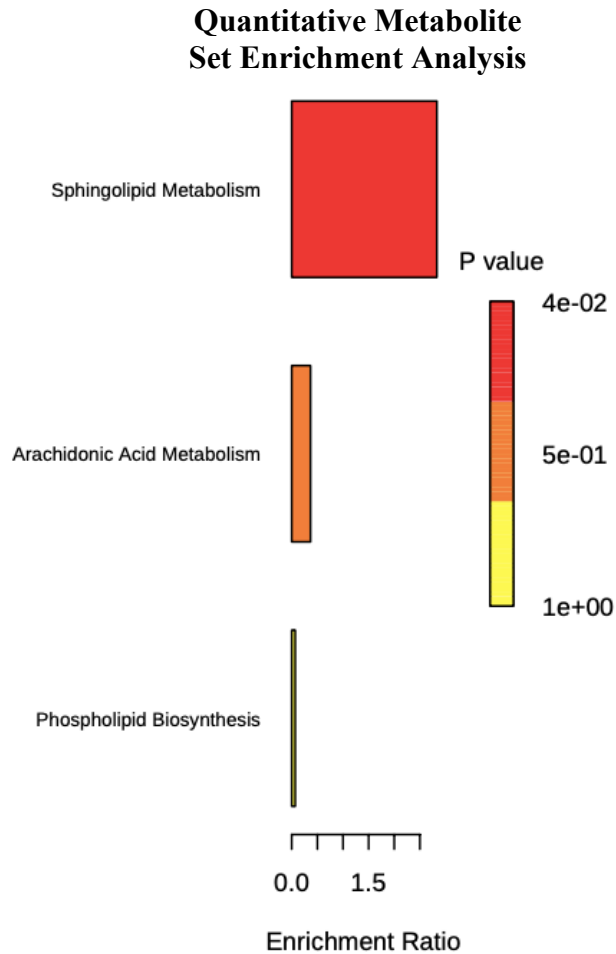 Quantitative Metabolite
Set Enrichment Analysis
Sphingolipid Metabolism
P value
4e-02
Arachidonic Acid Metabolism
5e-01
1e+00
Phospholipid Biosynthesis
0.0 1.5
Enrichment Ratio